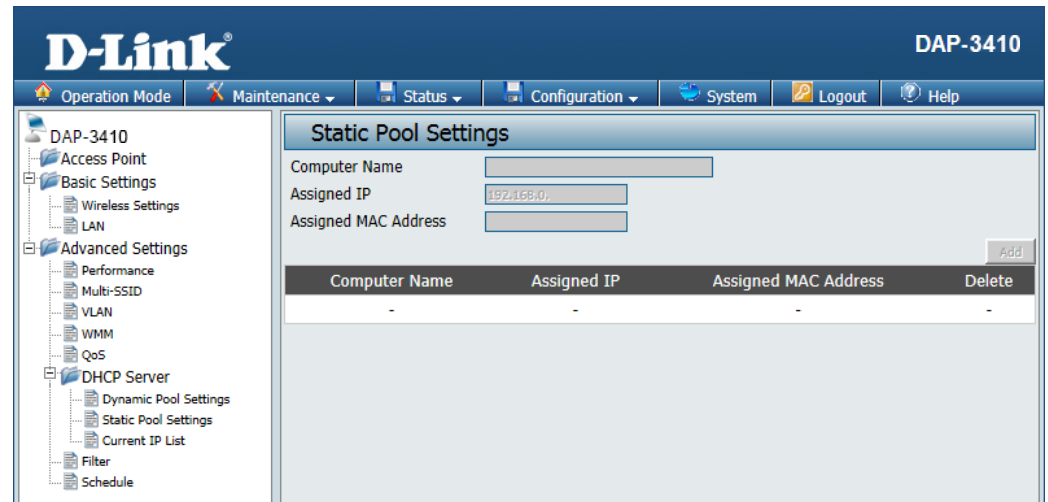 D-Link®
DAP-3410
Operation Mode Maintenance Status Configuration System Logout Help
DAP-3410
Access Point
Basic Settings
Wireless Settings
LAN
Advanced Settings
Performance
Multi-SSID
VLAN
WMM
QoS
DHCP Server
Dynamic Pool Settings
Static Pool Settings
Current IP List
Filter
Schedule
Static Pool Settings
Computer Name
Assigned IP 192.168.0.
Assigned MAC Address
Add
Computer Name Assigned IP Assigned MAC Address Delete
- - - -